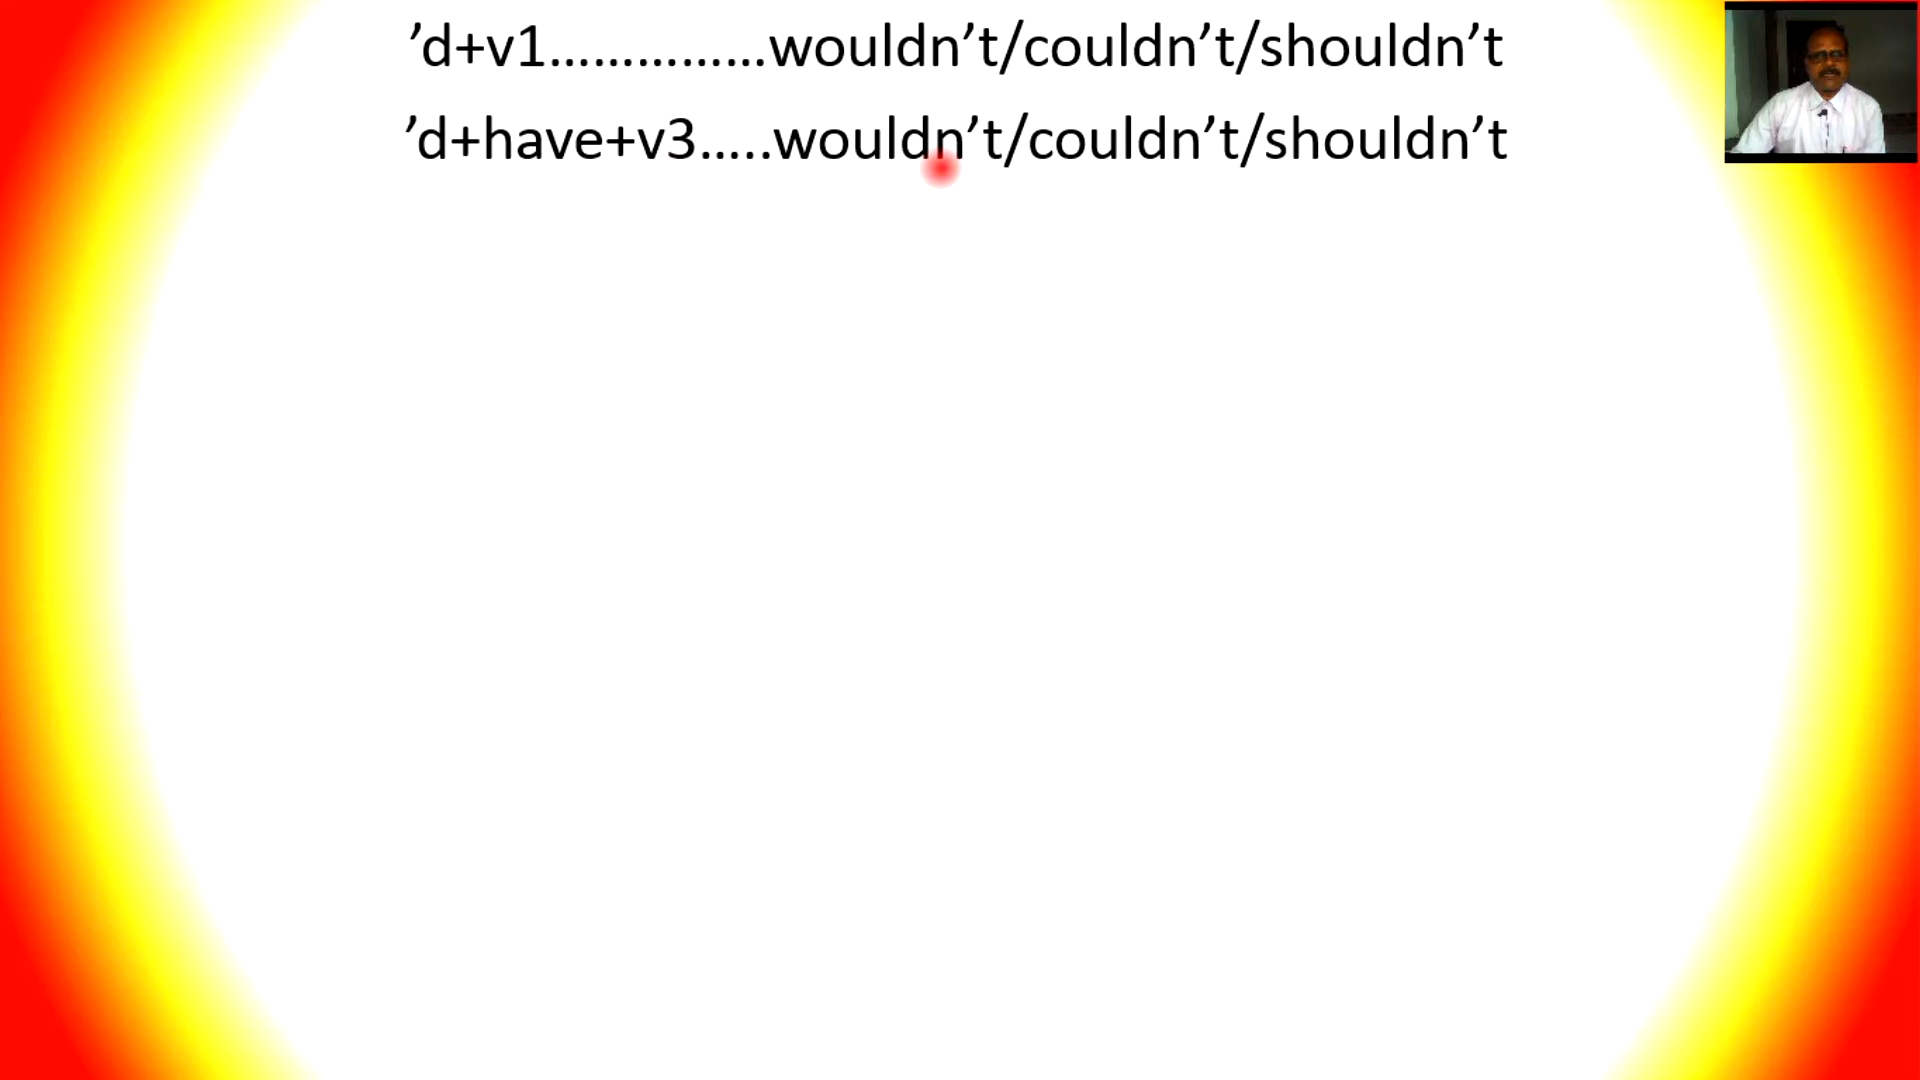 ’d+v1……………wouldn’t/couldn’t/shouldn’t
’d+have+v3…..wouldn’t/couldn’t/shouldn’t